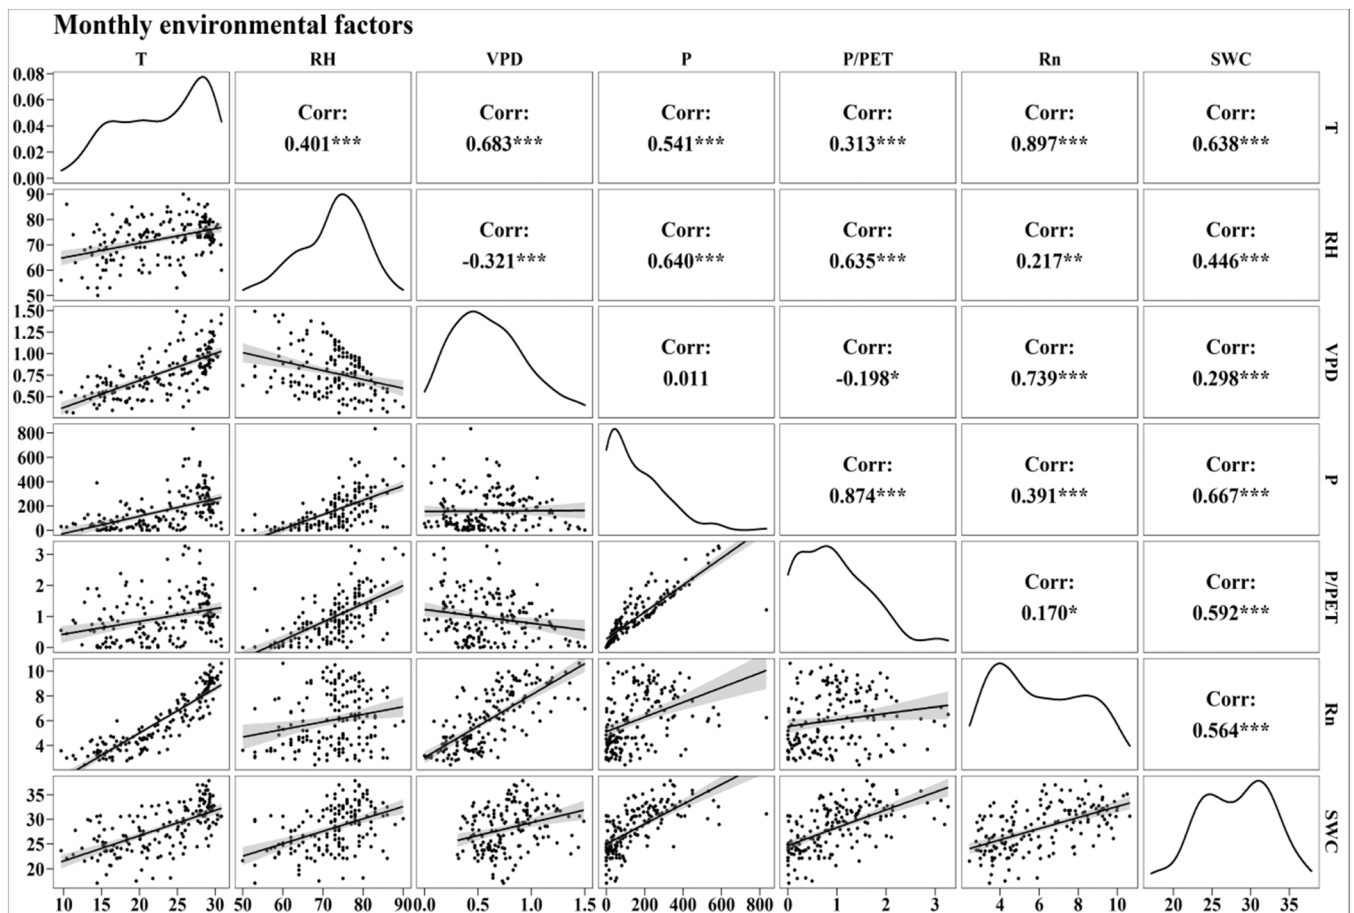 Monthly environmental factors
T RH VPD P P/PET Rn SWC
0.08
0.06
0.04
0.02
0.00
Corr: Corr: Corr: Corr: Corr: Corr:
0.401*** 0.683*** 0.541*** 0.313*** 0.897*** 0.638***
T
90
80
70
60
50
Corr: Corr: Corr: Corr: Corr:
-0.321*** 0.640*** 0.635*** 0.217** 0.446***
RH
1.50
1.25
1.00
0.75
0.50
Corr: Corr: Corr: Corr:
0.011 -0.198* 0.739*** 0.298***
VPD
800
600
400
200
0
Corr: Corr: Corr:
0.874*** 0.391*** 0.667***
P
3
2
1
0
Corr: Corr:
0.170* 0.592***
P/PET
10
8
6
4
Corr:
0.564***
Rn
35
30
25
20
SWC
10 15 20 25 30 50 60 70 80 90 0.0 0.5 1.0 1.5 0 200 400 600 800 0 1 2 3 4 6 8 10 20 25 30 35